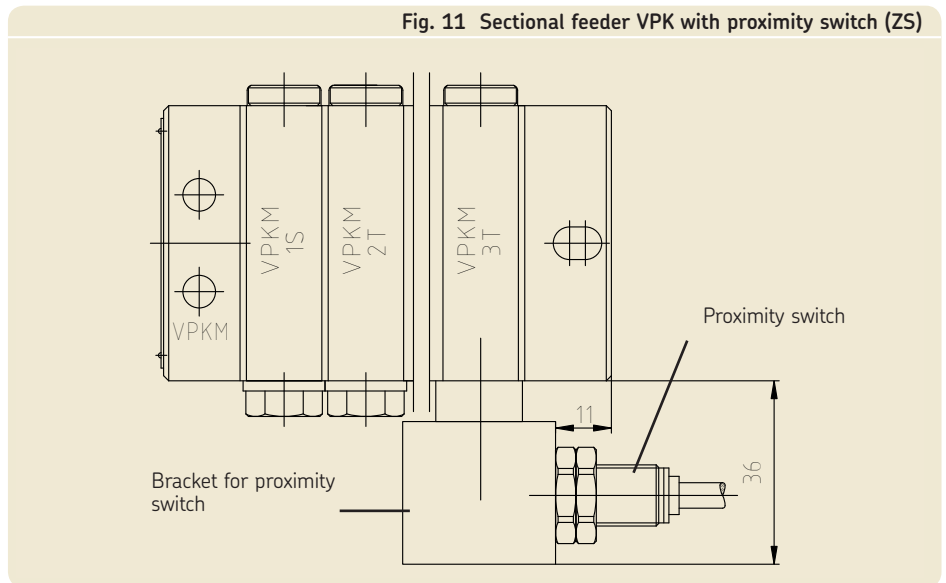 Fig. 11 Sectional feeder VPK with proximity switch (ZS)
VPKM
VPKM
1S
VPKM
2T
VPKM
3T
Proximity switch
11
36
Bracket for proximity
switch